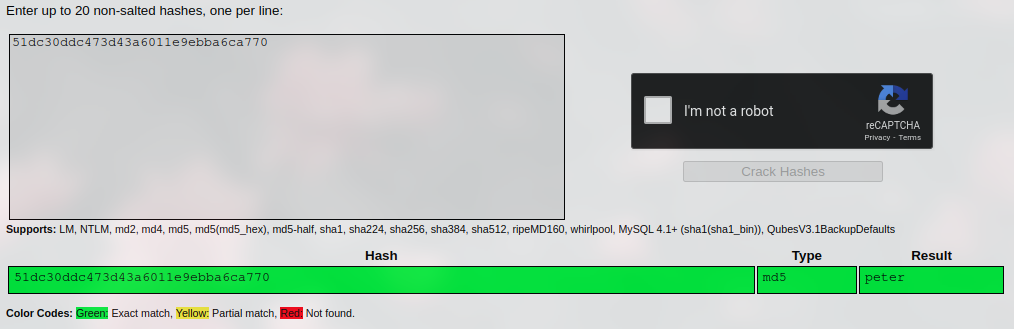 Enter up to 20 non-salted hashes, one per line:
51dc30ddc473d43a6011e9ebba6ca770
I'm not a robot
reCAPTCHA
Privacy - Terms
Crack Hashes
Supports: LM, NTLM, md2, md4, md5, md5(md5_hex), md5-half, sha1, sha224, sha256, sha384, sha512, ripeMD160, whirlpool, MySQL 4.1+ (sha1(sha1_bin)), QubesV3.1BackupDefaults
Hash Type Result
51dc30ddc473d43a6011e9ebba6ca770 md5 peter
Color Codes: Green: Exact match, Yellow: Partial match, Red: Not found.